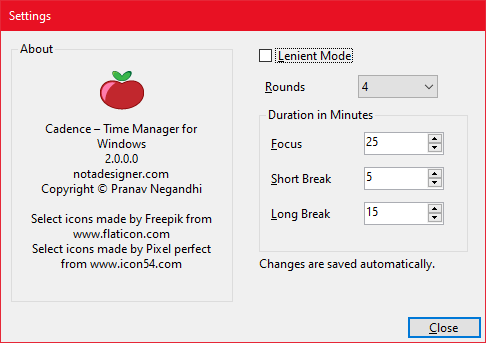 Settings
About
Cadence – Time Manager for
Windows
2.0.0.0
notadesigner.com
Copyright © Pranav Negandhi
Select icons made by Freepik from
www.flaticon.com
Select icons made by Pixel perfect
from www.icon54.com
Lenient Mode
Rounds 4
Duration in Minutes
Focus 25
Short Break 5
Long Break 15
Changes are saved automatically.
Close